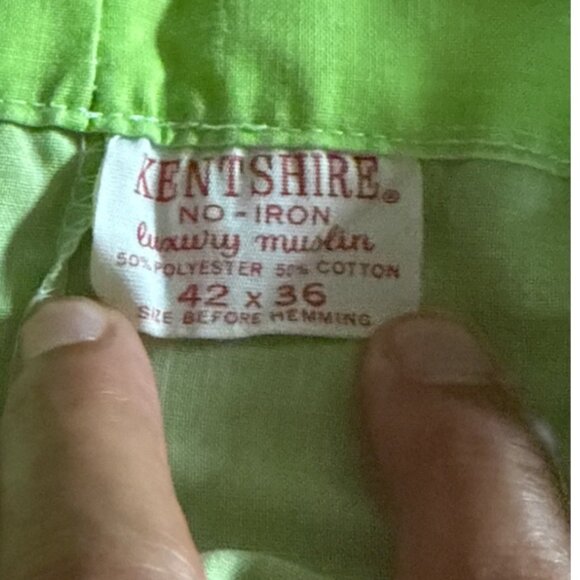 KENTSHIRE®
NO-IRON
luxury muslin
50% POLYESTER 50% COTTON
42 x 36
SIZE BEFORE HEMMING